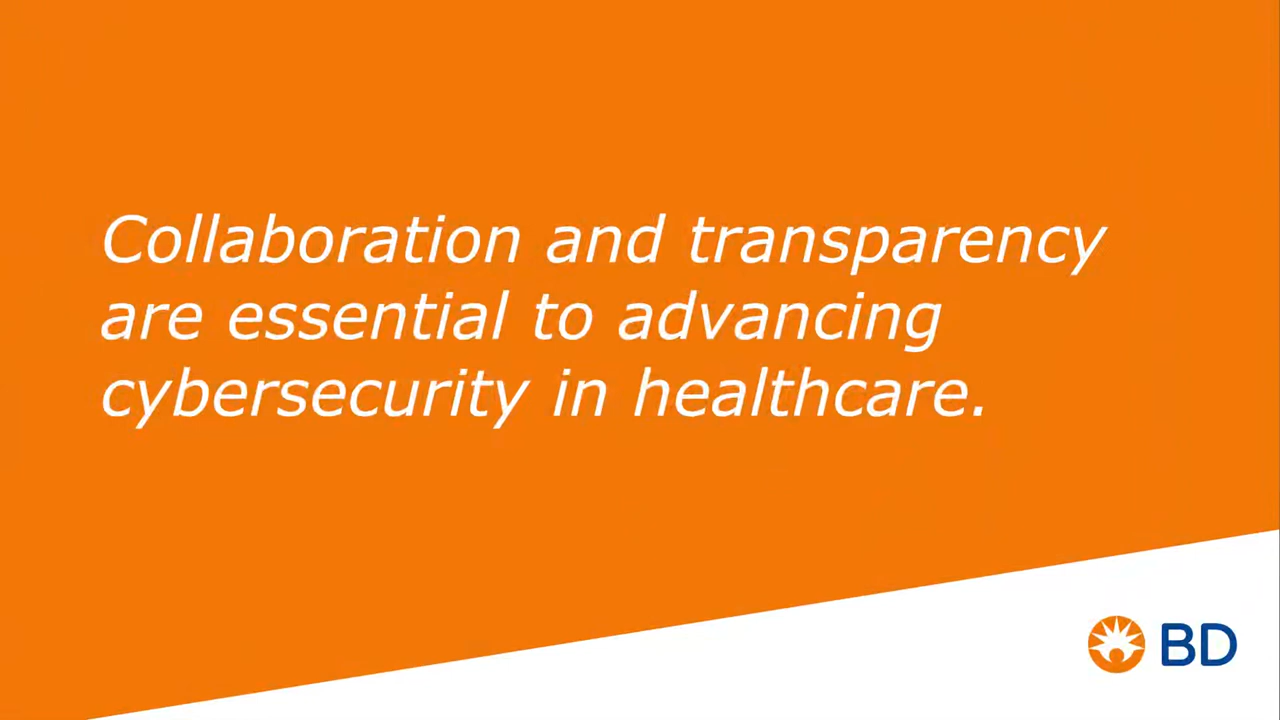 Collaboration and transparency
are essential to advancing
cybersecurity in healthcare.
BD